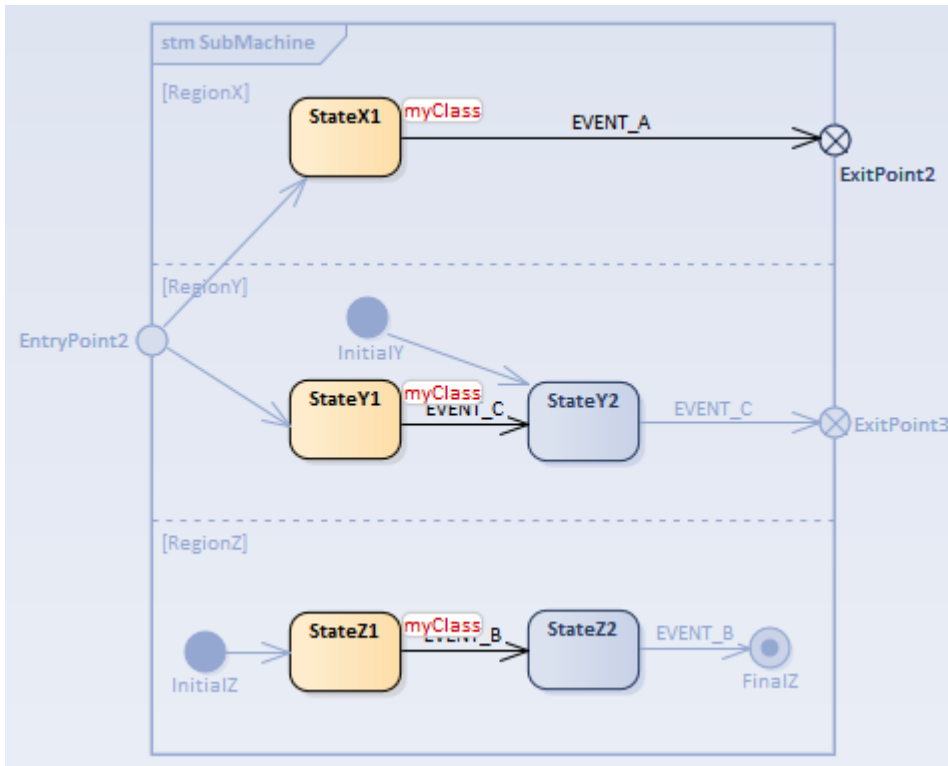 stm SubMachine
[RegionX]
StateX1
myClass
EVENT_A
ExitPoint2
[RegionY]
EntryPoint2
InitialY
StateY1
myClass
EVENT_C
StateY2
EVENT_C
ExitPoint3
[RegionZ]
StateZ1
myClass
EVENT_B
StateZ2
EVENT_B
InitialZ
FinalZ